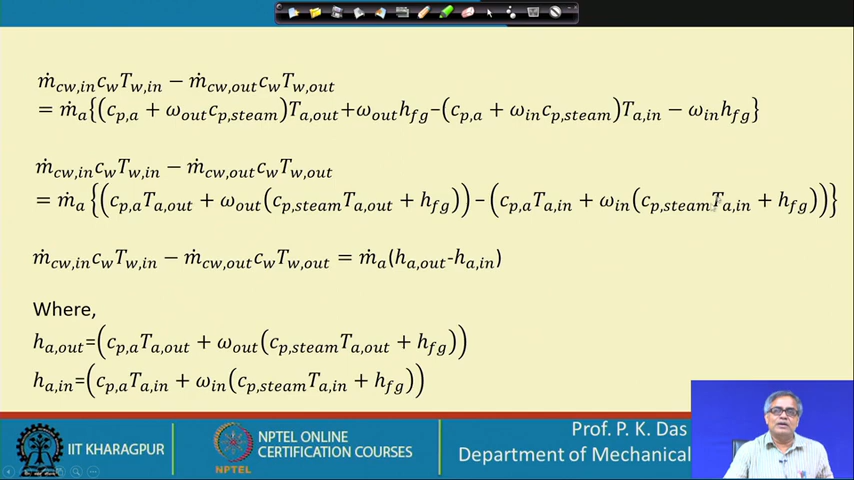 ṁ_{cw,in}c_wT_{w,in} − ṁ_{cw,out}c_wT_{w,out}
= ṁ_a{(c_{p,a} + ω_{out}c_{p,steam})T_{a,out}+ω_{out}h_{fg}−(c_{p,a} + ω_{in}c_{p,steam})T_{a,in} − ω_{in}h_{fg}}
ṁ_{cw,in}c_wT_{w,in} − ṁ_{cw,out}c_wT_{w,out}
= ṁ_a{(c_{p,a}T_{a,out} + ω_{out}(c_{p,steam}T_{a,out} + h_{fg})) − (c_{p,a}T_{a,in} + ω_{in}(c_{p,steam}T_{a,in} + h_{fg}))}
ṁ_{cw,in}c_wT_{w,in} − ṁ_{cw,out}c_wT_{w,out} = ṁ_a(h_{a,out}-h_{a,in})
Where,
h_{a,out}=(c_{p,a}T_{a,out} + ω_{out}(c_{p,steam}T_{a,out} + h_{fg}))
h_{a,in}=(c_{p,a}T_{a,in} + ω_{in}(c_{p,steam}T_{a,in} + h_{fg}))
IIT KHARAGPUR
NPTEL
NPTEL ONLINE
CERTIFICATION COURSES
Prof. P. K. Das
Department of Mechanical